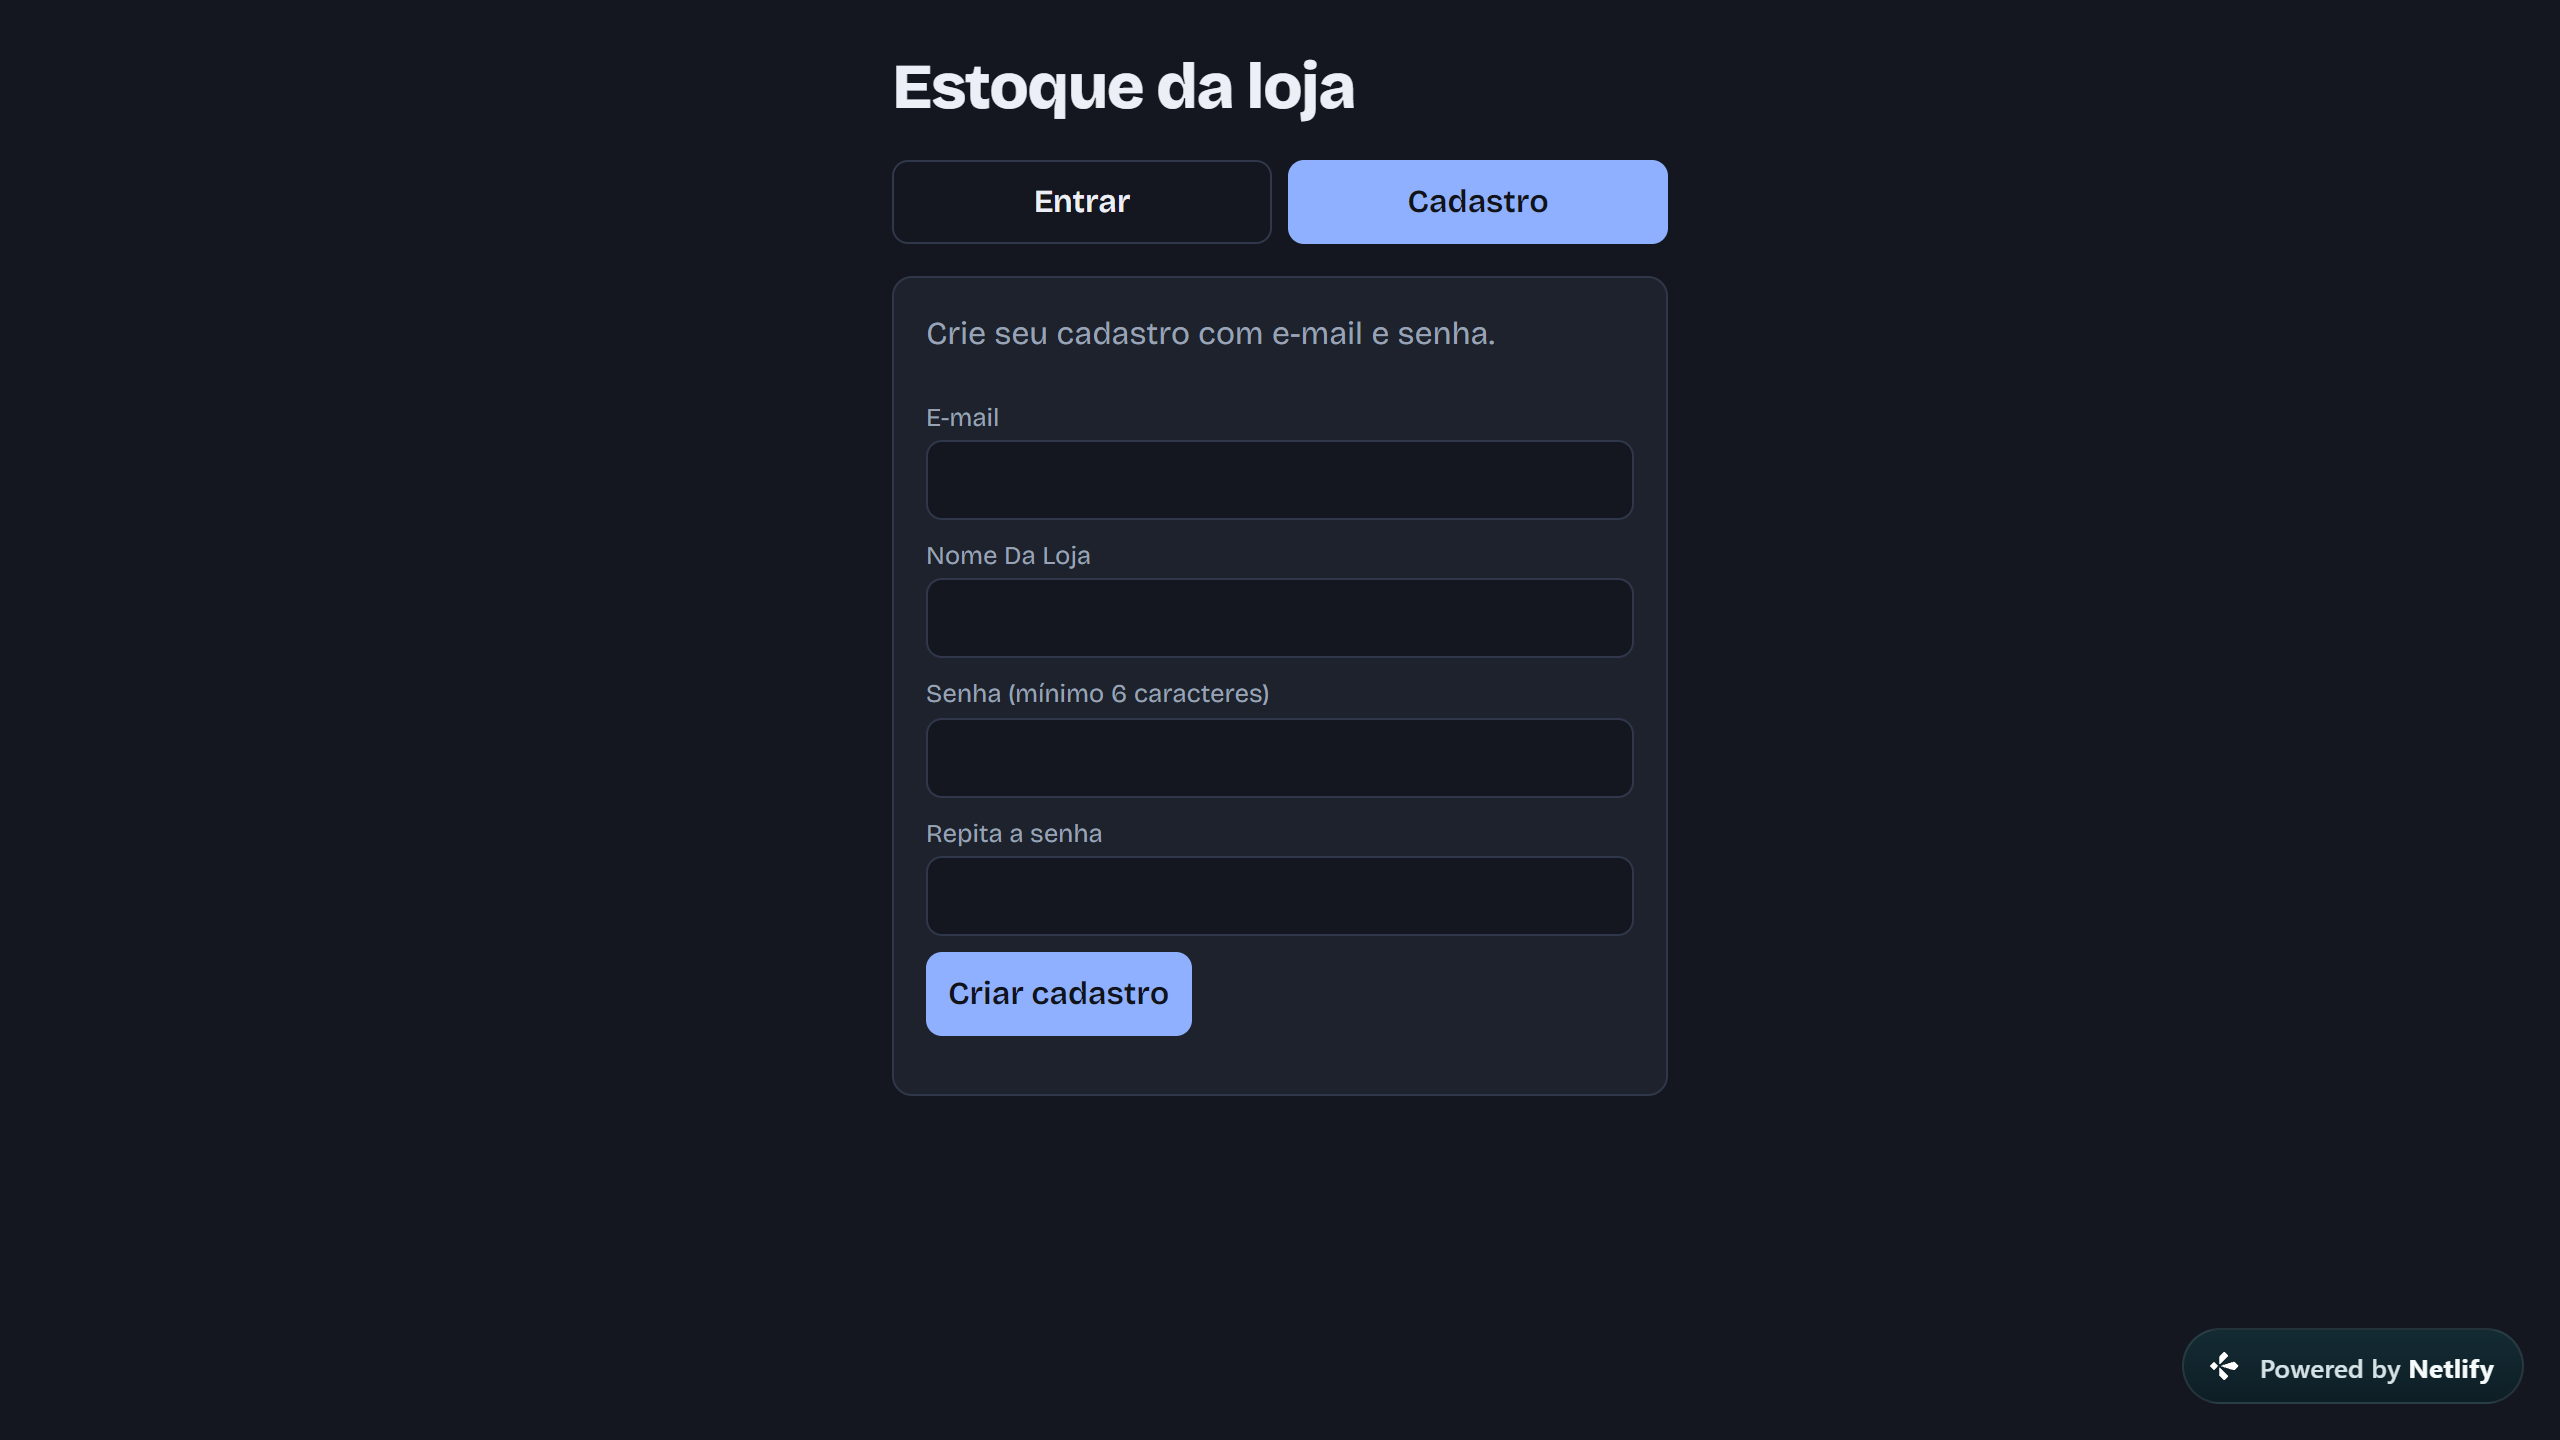 Estoque da loja
Entrar
Cadastro
Crie seu cadastro com e-mail e senha.
E-mail
Nome Da Loja
Senha (mínimo 6 caracteres)
Repita a senha
Criar cadastro
Powered by Netlify